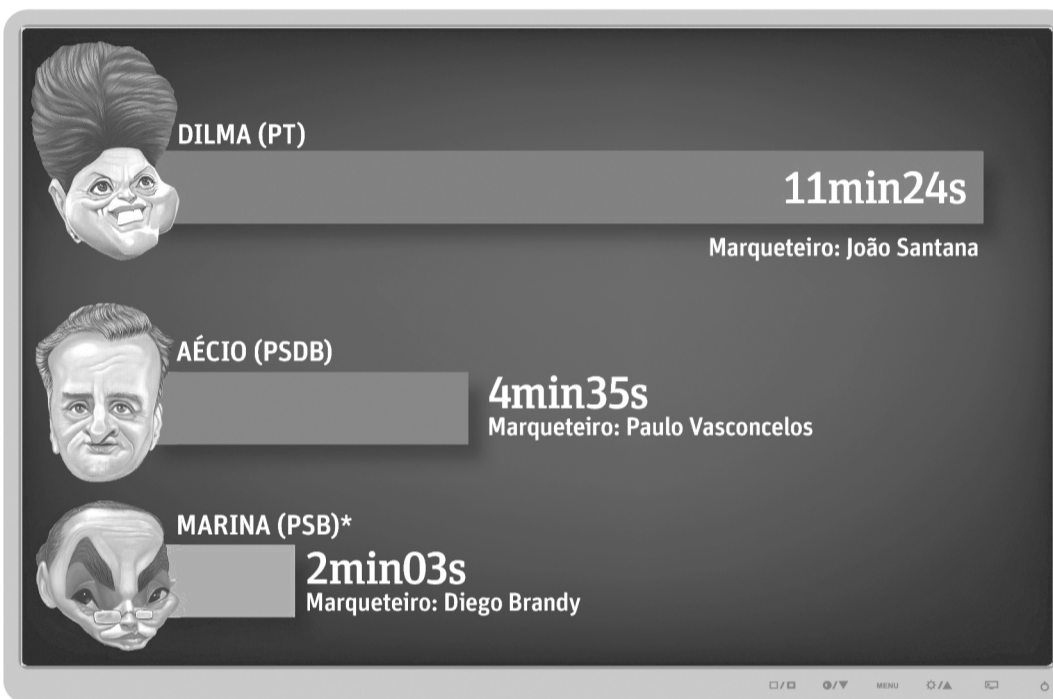 DILMA (PT)
11min24s
Marqueteiro: João Santana
AÉCIO (PSDB)
4min35s
Marqueteiro: Paulo Vasconcelos
MARINA (PSB)*
2min03s
Marqueteiro: Diego Brandy
MENU